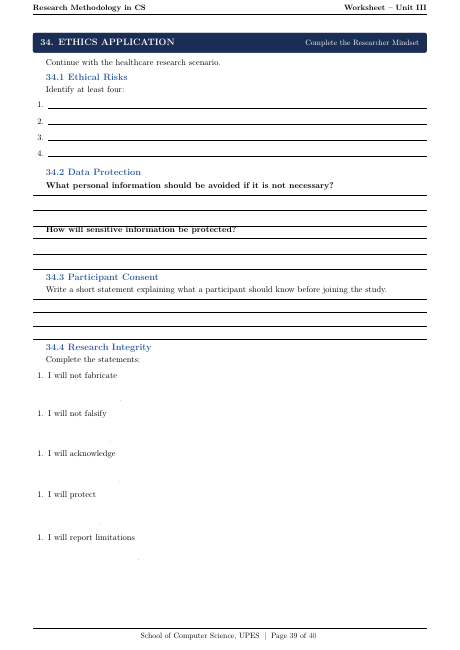 Research Methodology in CS Worksheet – Unit III
34. ETHICS APPLICATION Complete the Researcher Mindset
Continue with the healthcare research scenario.
34.1 Ethical Risks
Identify at least four:
1.
2.
3.
4.
34.2 Data Protection
What personal information should be avoided if it is not necessary?
How will sensitive information be protected?
34.3 Participant Consent
Write a short statement explaining what a participant should know before joining the study.
34.4 Research Integrity
Complete the statements:
1. I will not fabricate
.
1. I will not falsify
.
1. I will acknowledge
.
1. I will protect
.
1. I will report limitations
.
School of Computer Science, UPES | Page 39 of 40